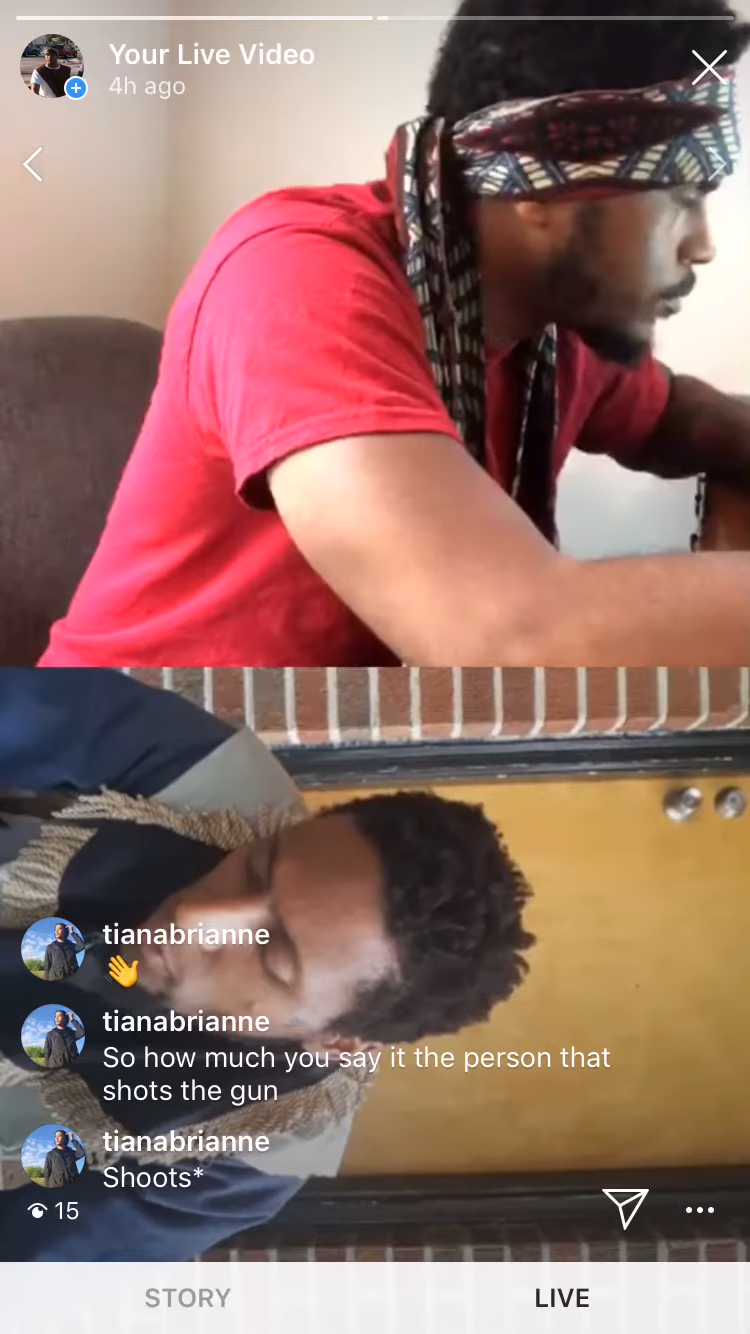 Your Live Video
4h ago
tianabrianne
👋
tianabrianne
So how much you say it the person that
shots the gun
tianabrianne
Shoots*
15
STORY
LIVE